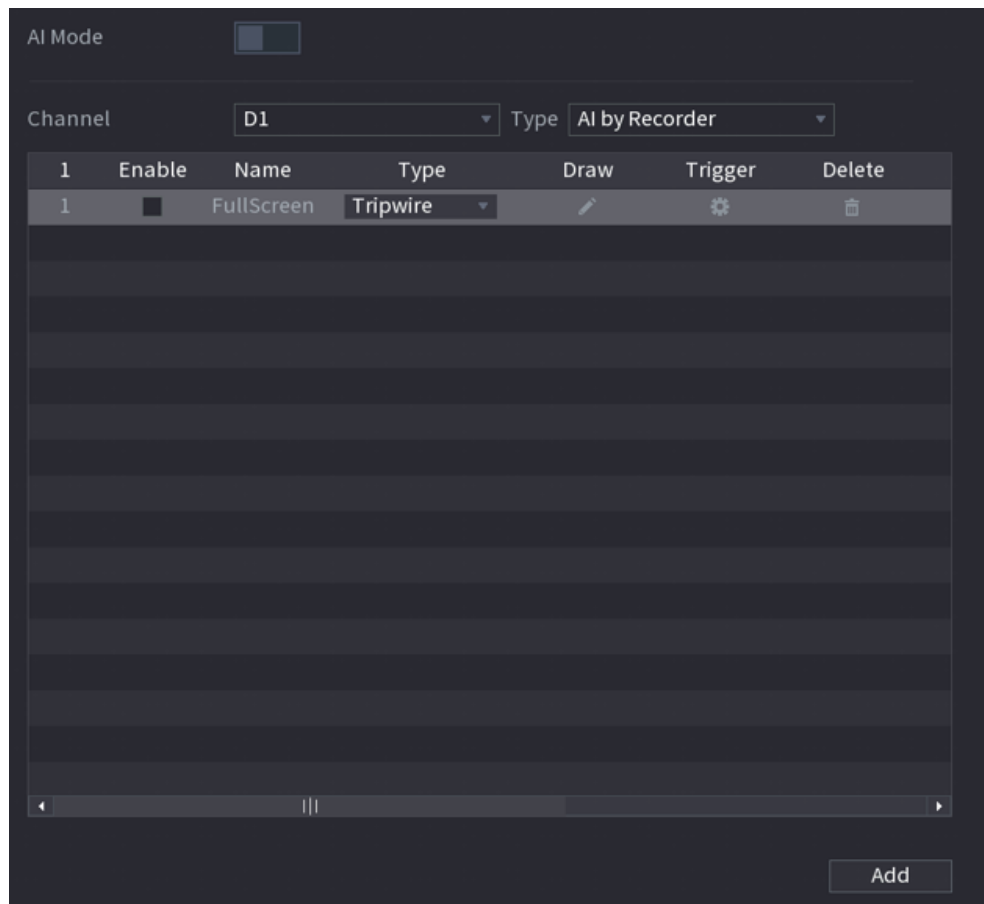 AI Mode
Channel D1 Type AI by Recorder
1 Enable Name Type Draw Trigger Delete
1 FullScreen Tripwire
Add